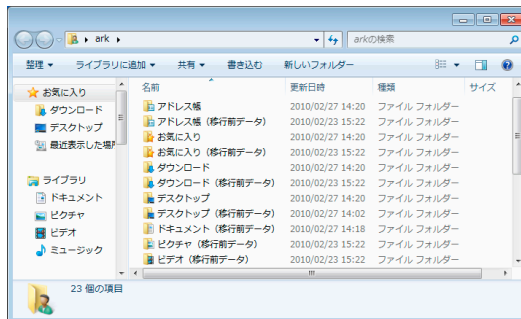 ark
arkの検索
整理 ライブラリに追加 共有 書き込む 新しいフォルダー
お気に入り
ダウンロード
デスクトップ
最近表示した場所
ライブラリ
ドキュメント
ピクチャ
ビデオ
ミュージック
名前 更新日時 種類 サイズ
アドレス帳 2010/02/27 14:20 ファイル フォルダー
アドレス帳（移行前データ） 2010/02/23 15:22 ファイル フォルダー
お気に入り 2010/02/27 14:20 ファイル フォルダー
お気に入り（移行前データ） 2010/02/23 15:22 ファイル フォルダー
ダウンロード 2010/02/27 14:20 ファイル フォルダー
ダウンロード（移行前データ） 2010/02/23 15:22 ファイル フォルダー
デスクトップ 2010/02/27 14:20 ファイル フォルダー
デスクトップ（移行前データ） 2010/02/27 14:02 ファイル フォルダー
ドキュメント（移行前データ） 2010/02/27 14:18 ファイル フォルダー
ピクチャ（移行前データ） 2010/02/23 15:22 ファイル フォルダー
ビデオ（移行前データ） 2010/02/23 15:22 ファイル フォルダー
23 個の項目